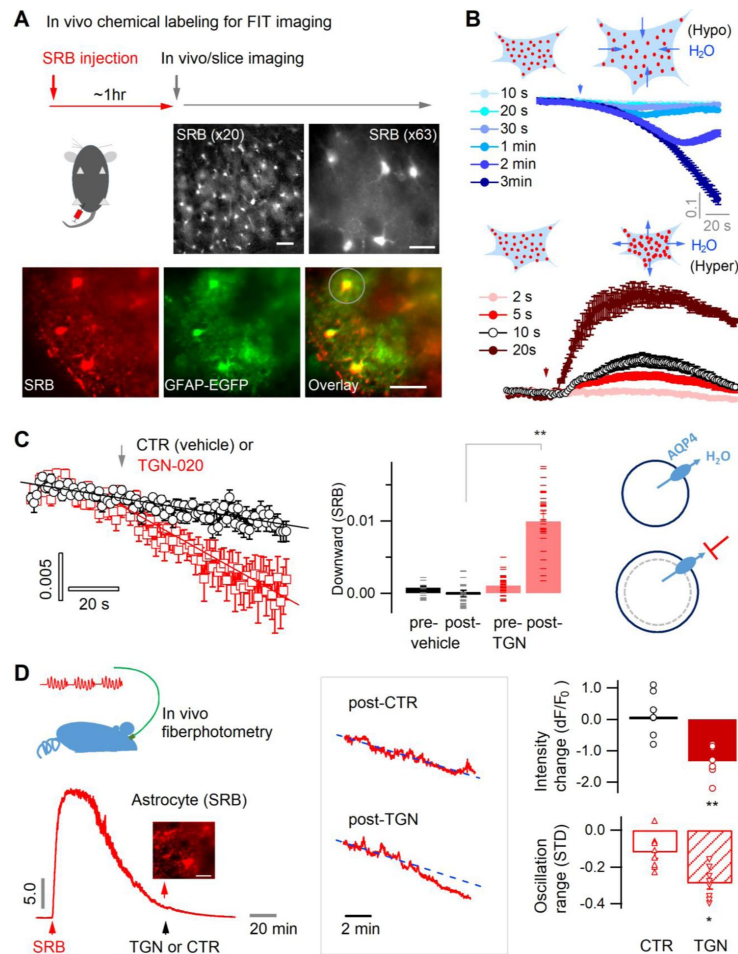 A In vivo chemical labeling for FIT imaging
SRB injection
In vivo/slice imaging
~1hr
SRB (x20)
SRB (x63)
SRB
GFAP-EGFP
Overlay
B
(Hypo)
H2O
10 s
20 s
30 s
1 min
2 min
3min
0.1
20 s
H2O
(Hyper)
2 s
5 s
10 s
20s
C
CTR (vehicle) or
TGN-020
0.005
20 s
**
Downward (SRB)
0.01
0.00
pre- post- pre- post-
vehicle TGN
AQP4
H2O
D
In vivo
fiberphotometry
Astrocyte (SRB)
5.0
20 min
SRB
TGN or CTR
post-CTR
post-TGN
2 min
Intensity
change (dF/F0)
1.0
0.0
-1.0
-2.0
**
Oscillation
range (STD)
0.0
-0.2
-0.4
*
CTR TGN